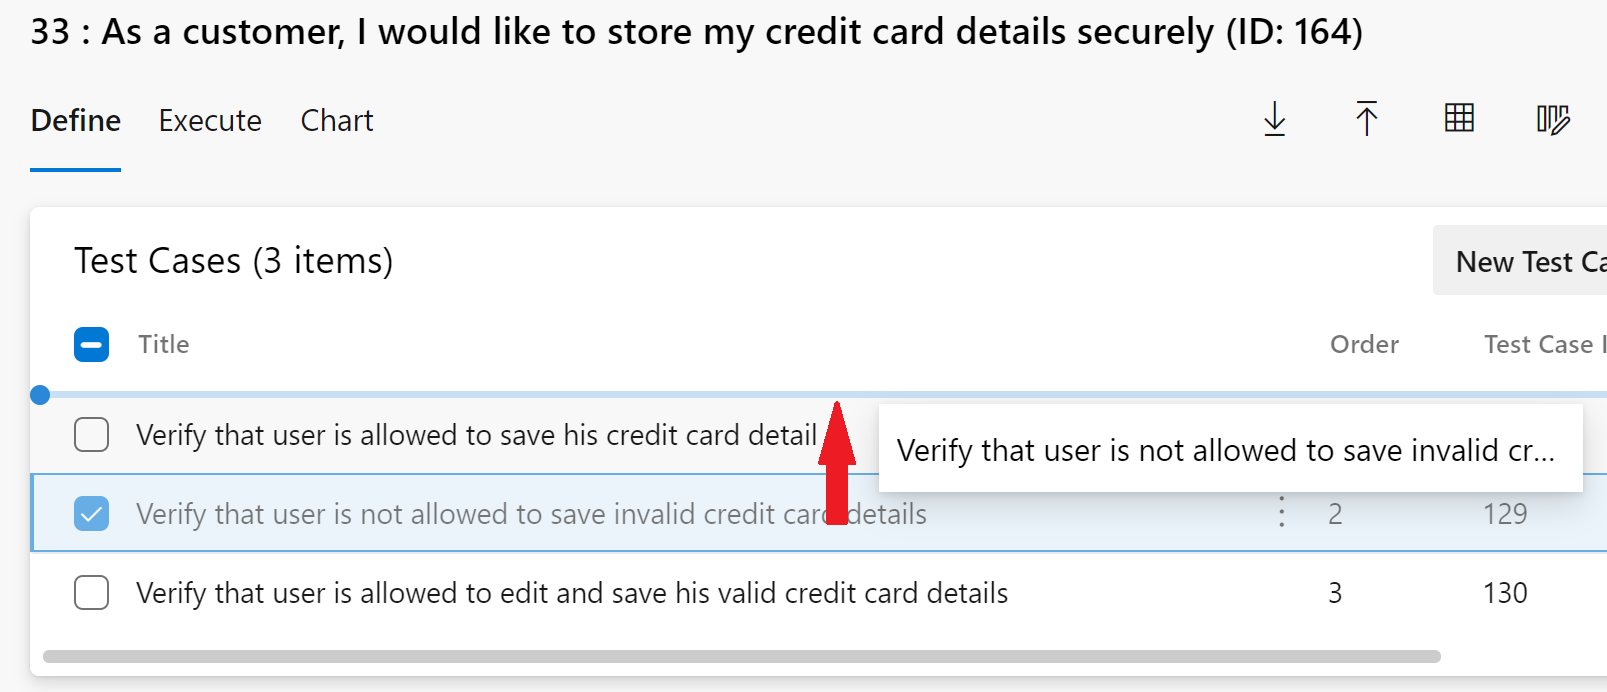 33 : As a customer, I would like to store my credit card details securely (ID: 164)
Define Execute Chart
Test Cases (3 items)
New Test Ca
Title Order Test Case I
Verify that user is allowed to save his credit card detail
Verify that user is not allowed to save invalid cr...
Verify that user is not allowed to save invalid credit card details 2 129
Verify that user is allowed to edit and save his valid credit card details 3 130